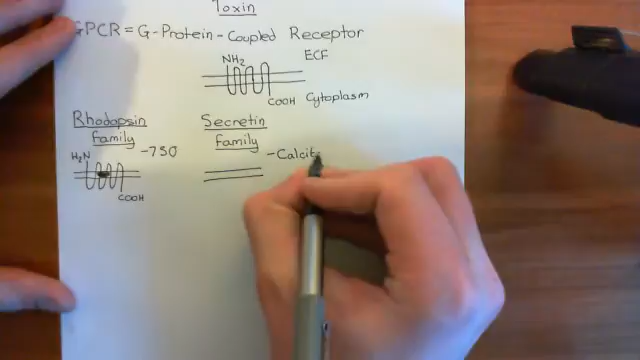 Toxin
GPCR = G-Protein-Coupled Receptor
NH2
ECF
COOH
Cytoplasm
Rhodopsin
family
-750
H2N
COOH
Secretin
family
-Calcit